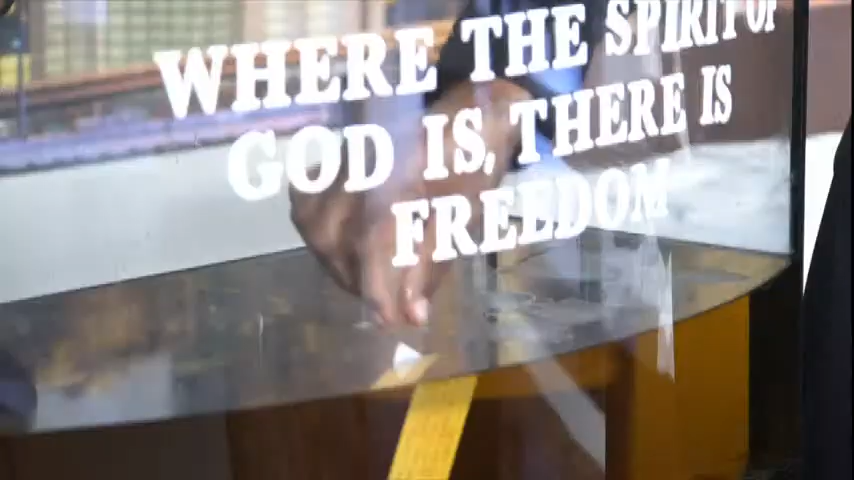 WHERE THE SPIRIT OF
GOD IS, THERE IS
FREEDOM